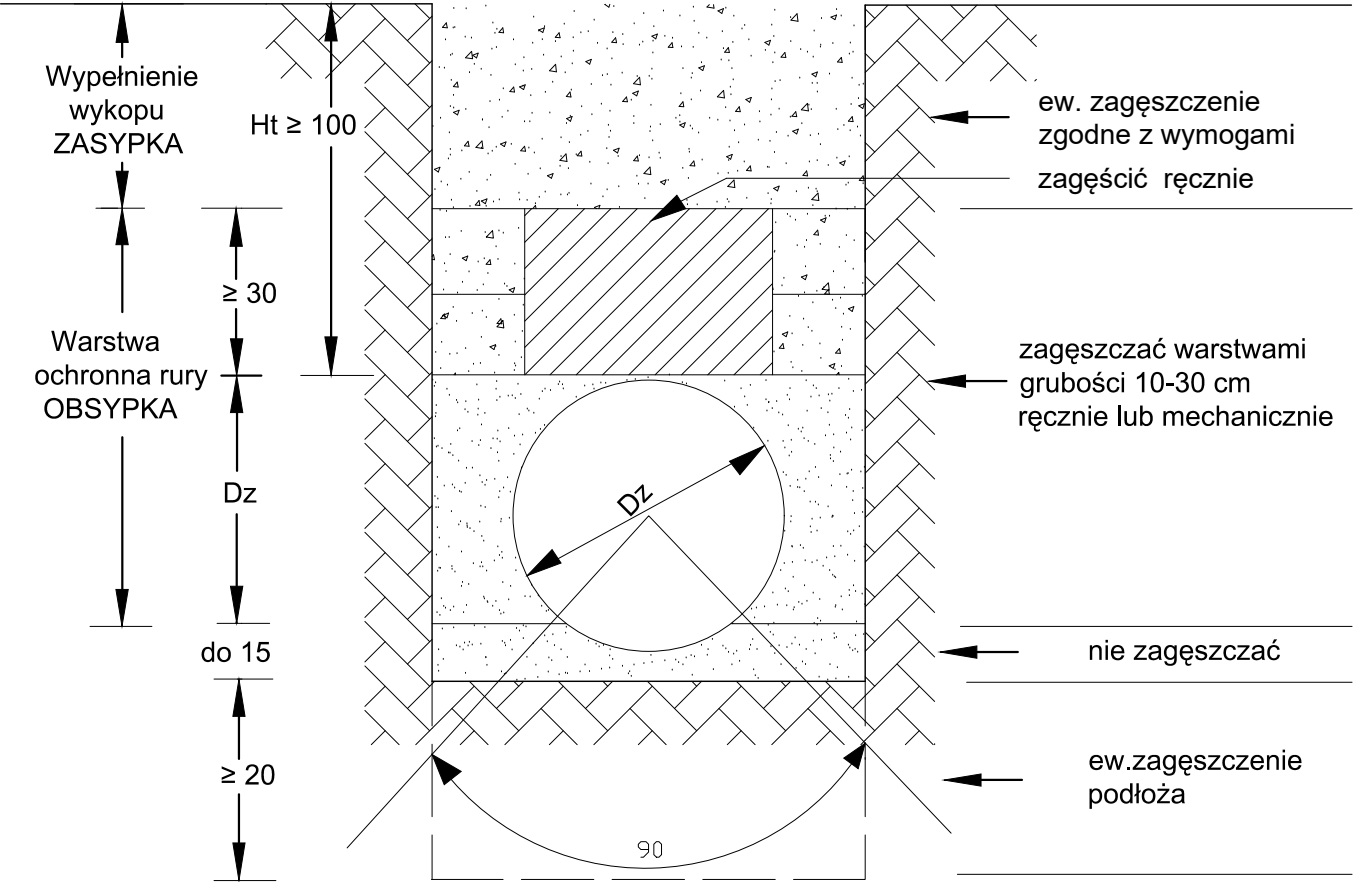 Wypełnienie
wykopu
ZASYPKA
Ht ≥ 100
ew. zagęszczenie
zgodne z wymogami
zagęścić ręcznie
≥ 30
Warstwa
ochronna rury
OBSYPKA
zagęszczać warstwami
grubości 10-30 cm
ręcznie lub mechanicznie
Dz
Dz
do 15
nie zagęszczać
≥ 20
ew.zagęszczenie
podłoża
90